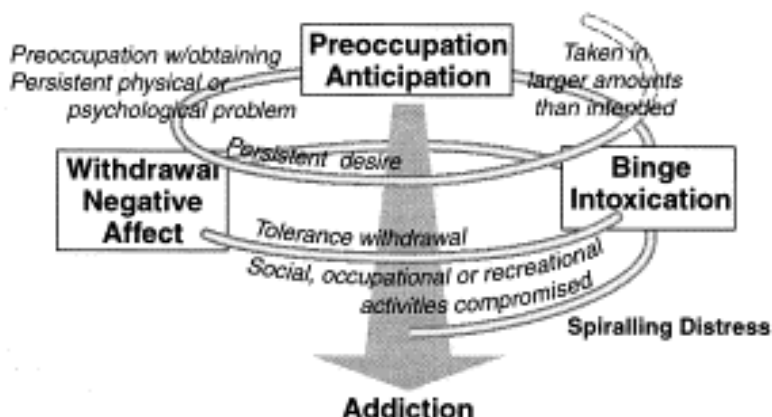 Preoccupation w/obtaining
Persistent physical or
psychological problem
Preoccupation
Anticipation
Taken in
larger amounts
than intended
Persistent desire
Withdrawal
Negative
Affect
Binge
Intoxication
Tolerance withdrawal
Social, occupational or recreational
activities compromised
Spiralling Distress
Addiction